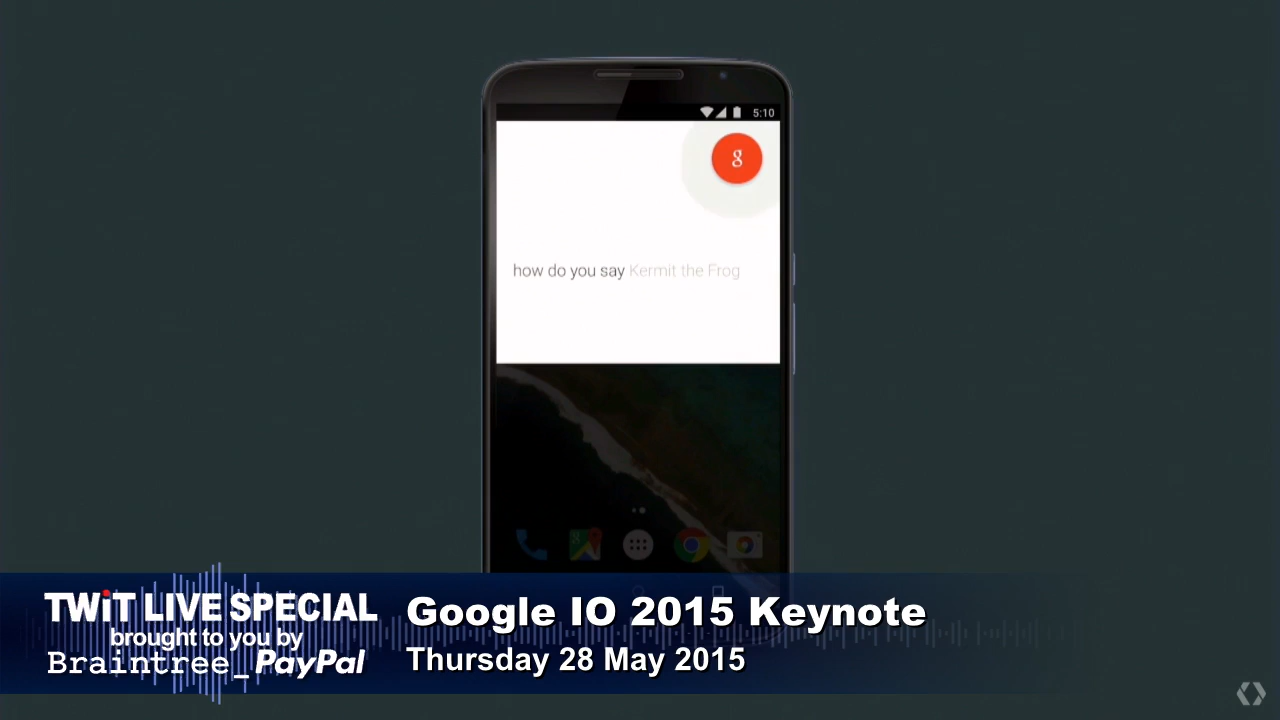 5:10
g
how do you say Kermit the Frog
TWiT LIVE SPECIAL
brought to you by
Braintree_PayPal
Google IO 2015 Keynote
Thursday 28 May 2015